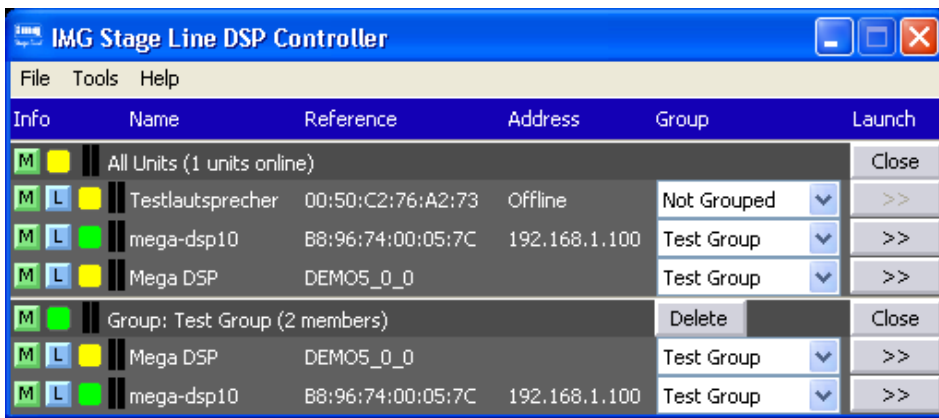 IMG Stage Line DSP Controller
File Tools Help
Info Name Reference Address Group Launch
M All Units (1 units online) Close
M L Testlautsprecher 00:50:C2:76:A2:73 Offline Not Grouped >>
M L mega-dsp10 B8:96:74:00:05:7C 192.168.1.100 Test Group >>
M L Mega DSP DEMO5_0_0 Test Group >>
M Group: Test Group (2 members) Delete Close
M L Mega DSP DEMO5_0_0 Test Group >>
M L mega-dsp10 B8:96:74:00:05:7C 192.168.1.100 Test Group >>